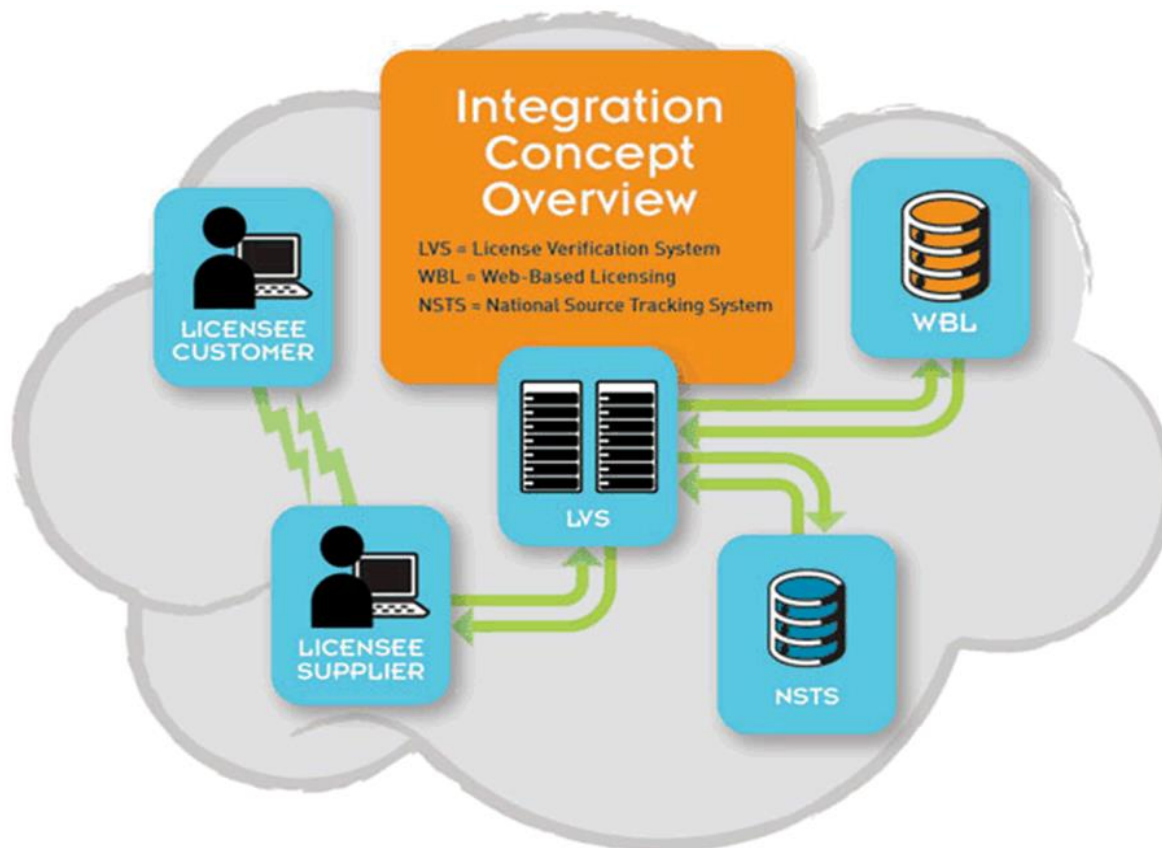 Integration
Concept
Overview
LVS = License Verification System
WBL = Web-Based Licensing
NSTS = National Source Tracking System
LICENSEE
CUSTOMER
WBL
LVS
LICENSEE
SUPPLIER
NSTS